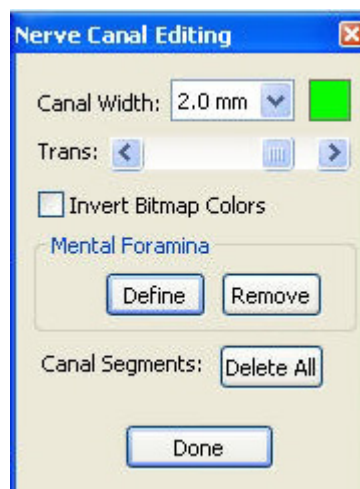 Nerve Canal Editing
Canal Width: 2.0 mm
Trans:
Invert Bitmap Colors
Mental Foramina
Define Remove
Canal Segments: Delete All
Done